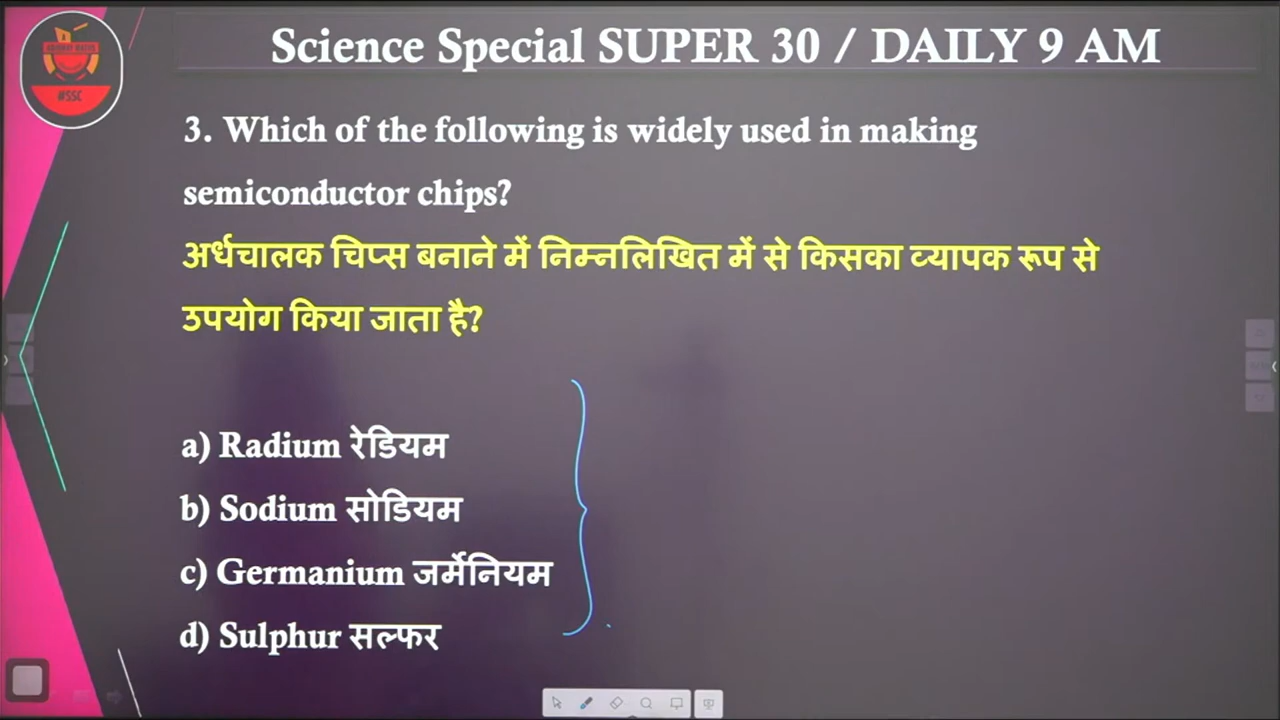 Science Special SUPER 30 / DAILY 9 AM
#SSC
3. Which of the following is widely used in making
semiconductor chips?
अर्धचालक चिप्स बनाने में निम्नलिखित में से किसका व्यापक रूप से
उपयोग किया जाता है?
a) Radium रेडियम
b) Sodium सोडियम
c) Germanium जर्मेनियम
d) Sulphur सल्फर